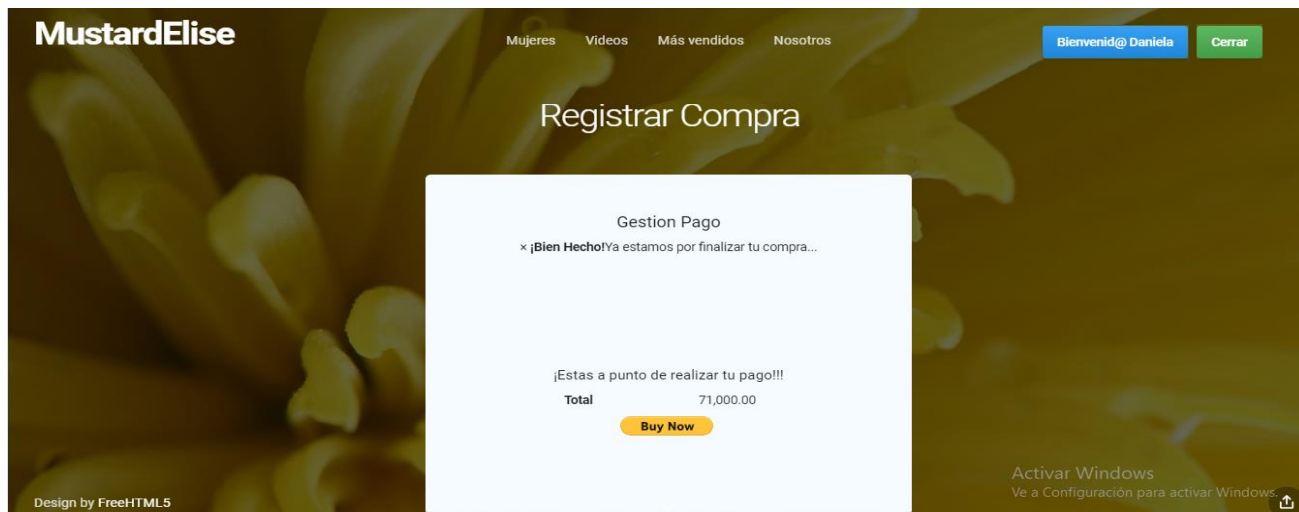 MustardElise
Mujeres Videos Más vendidos Nosotros
Bienvenid@ Daniela
Cerrar
Registrar Compra
Gestion Pago
× ¡Bien Hecho!Ya estamos por finalizar tu compra...
¡Estas a punto de realizar tu pago!!!
Total 71,000.00
Buy Now
Activar Windows
Ve a Configuración para activar Windows.
Design by FreeHTML5